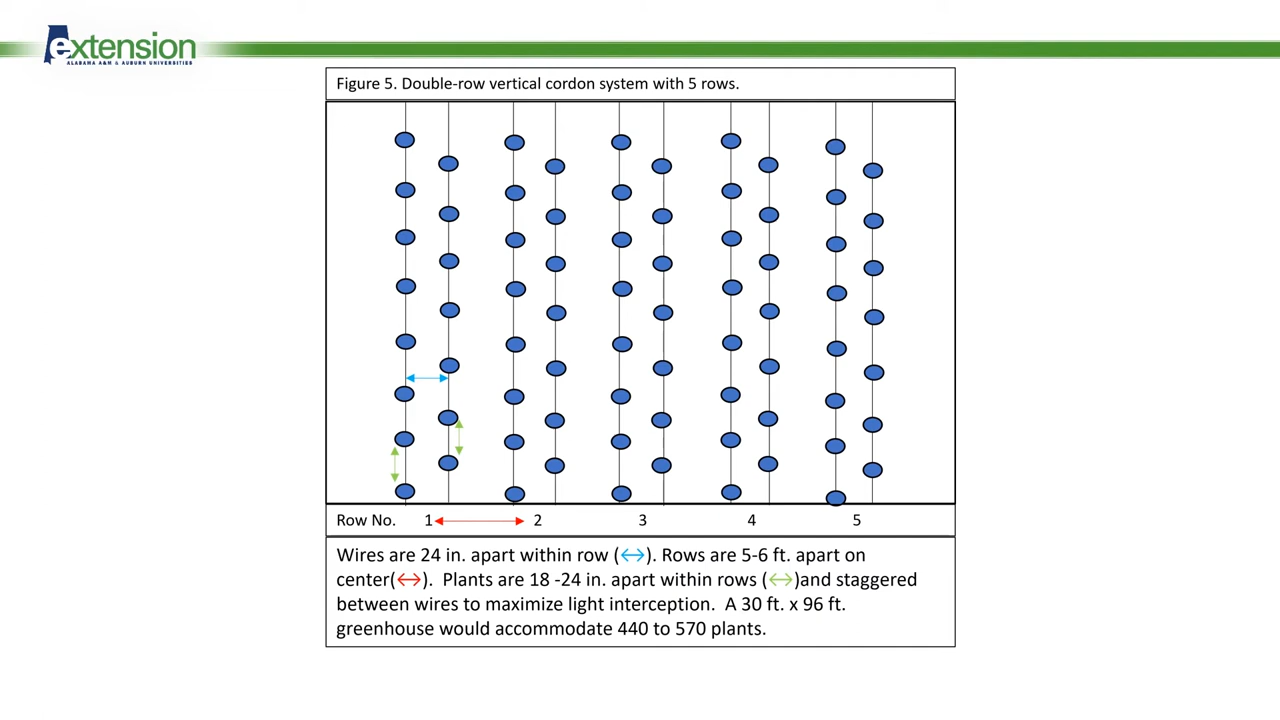 extension
ALABAMA A&M & AUBURN UNIVERSITIES
Figure 5. Double-row vertical cordon system with 5 rows.
Row No. 1 2 3 4 5
Wires are 24 in. apart within row (↔). Rows are 5-6 ft. apart on
center(↔). Plants are 18 -24 in. apart within rows (↔)and staggered
between wires to maximize light interception. A 30 ft. x 96 ft.
greenhouse would accommodate 440 to 570 plants.